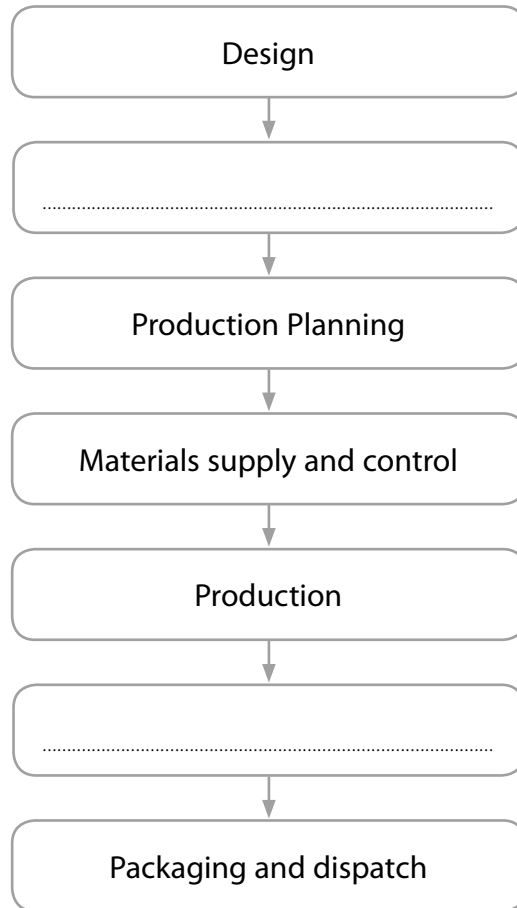 Design
Production Planning
Materials supply and control
Production
Packaging and dispatch